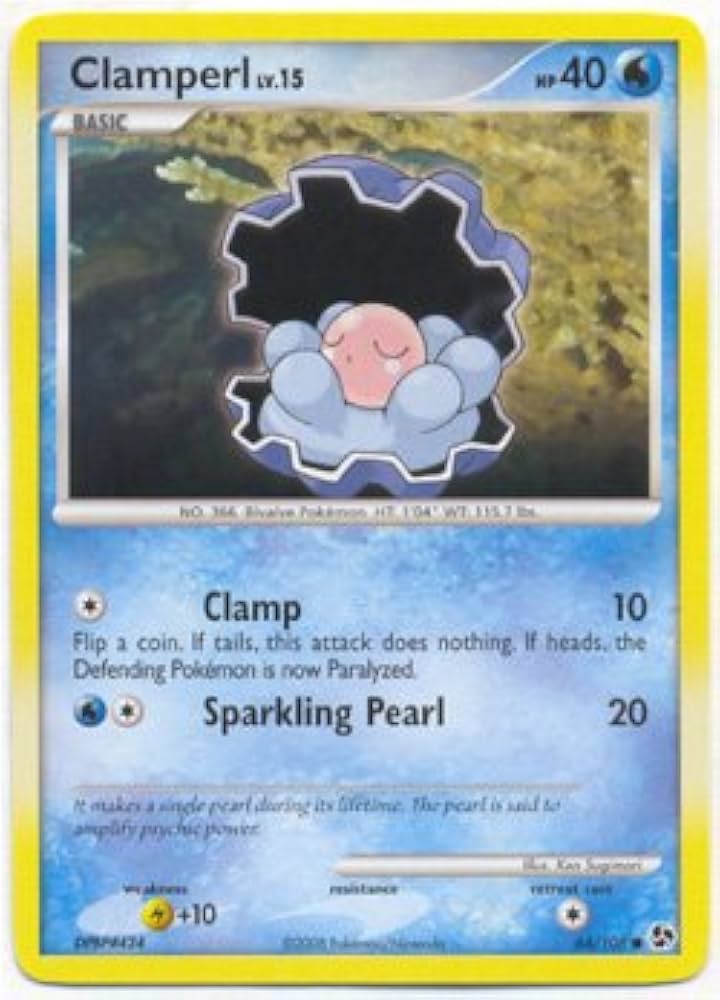 Clamperl LV.15 HP 40
BASIC
NO. 366 Bivalve Pokémon HT: 1'04" WT: 115.7 lbs.
Clamp 10
Flip a coin. If tails, this attack does nothing. If heads, the
Defending Pokémon is now Paralyzed.
Sparkling Pearl 20
It makes a single pearl during its lifetime. The pearl is said to
amplify psychic power.
Illus. Ken Sugimori
weakness resistance retreat cost
+10
DPBP#424 ©2008 Pokémon/Nintendo